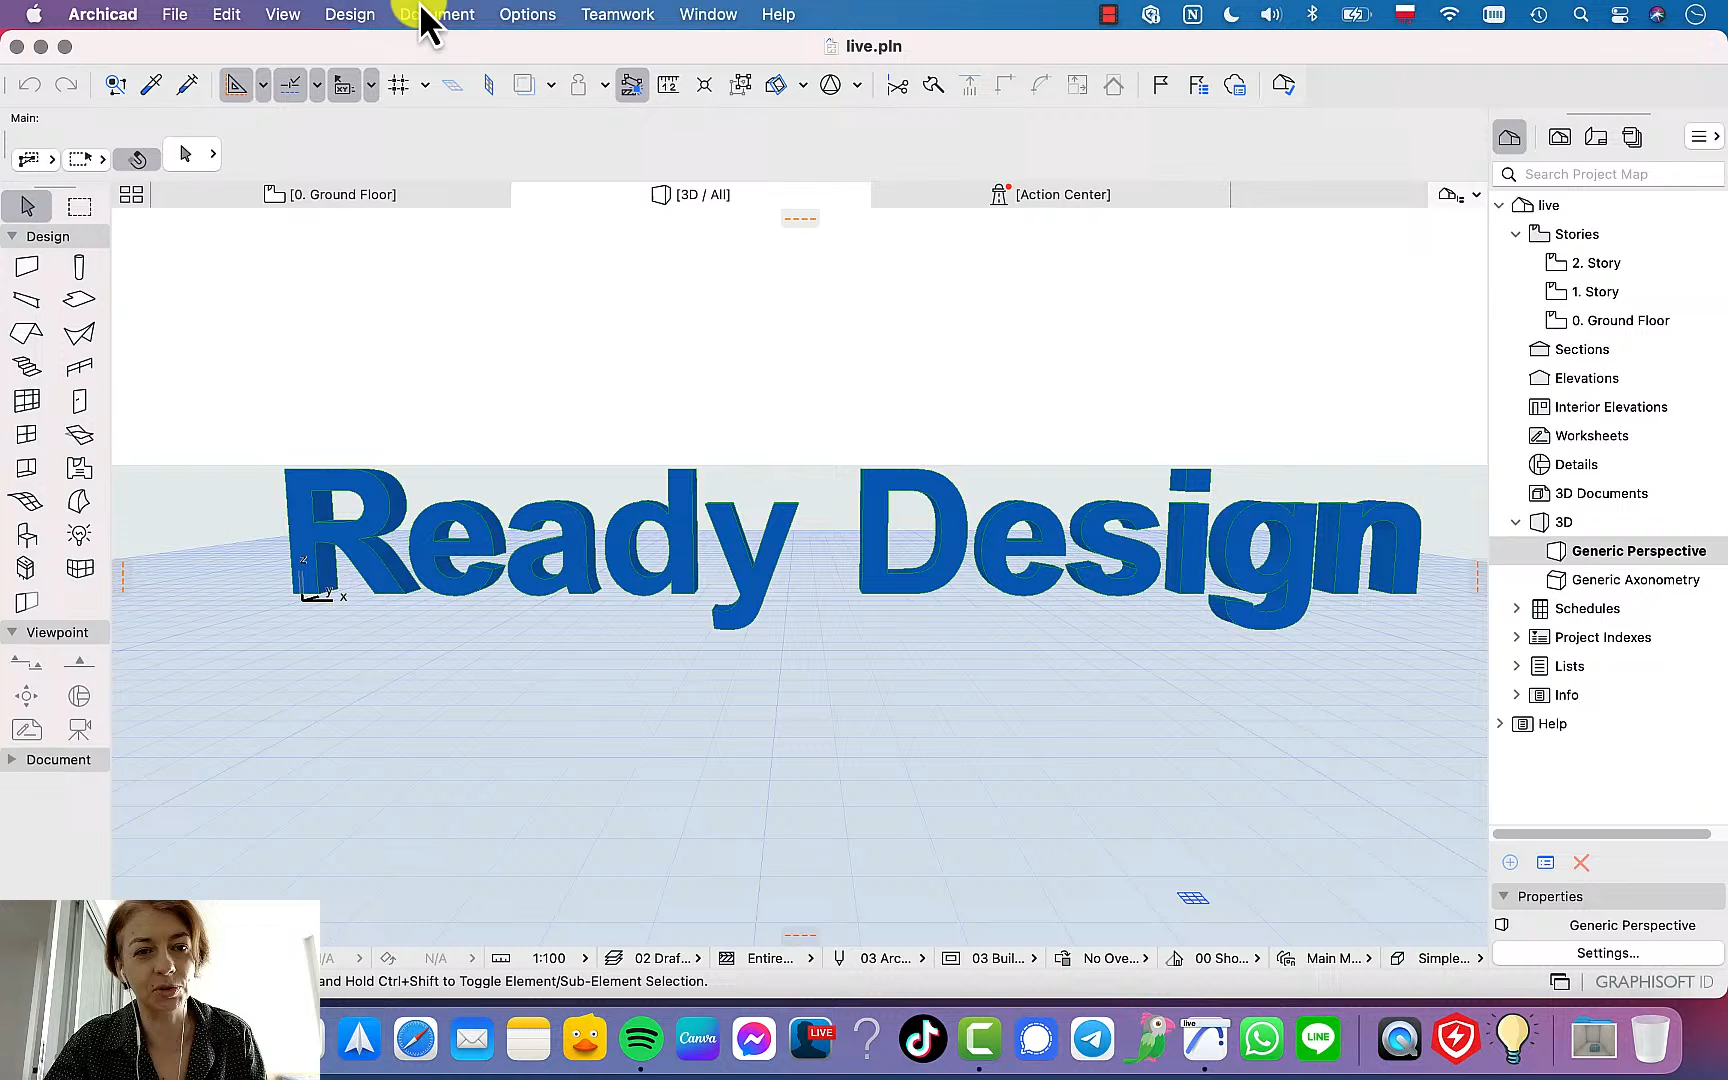 Archicad File Edit View Design Document Options Teamwork Window Help
live.pln
Main:
[0. Ground Floor]
[3D / All]
[Action Center]
Search Project Map
live
Stories
2. Story
1. Story
0. Ground Floor
Sections
Elevations
Interior Elevations
Worksheets
Details
3D Documents
3D
Generic Perspective
Generic Axonometry
Schedules
Project Indexes
Lists
Info
Help
Design
Viewpoint
Document
Ready Design
z
y
x
Properties
Generic Perspective
Settings...
N/A
1:100
02 Draf...
Entire...
03 Arc...
03 Buil...
No Ove...
00 Sho...
Main M...
Simple...
and Hold Ctrl+Shift to Toggle Element/Sub-Element Selection.
GRAPHISOFT ID
Canva
LIVE
live
LINE